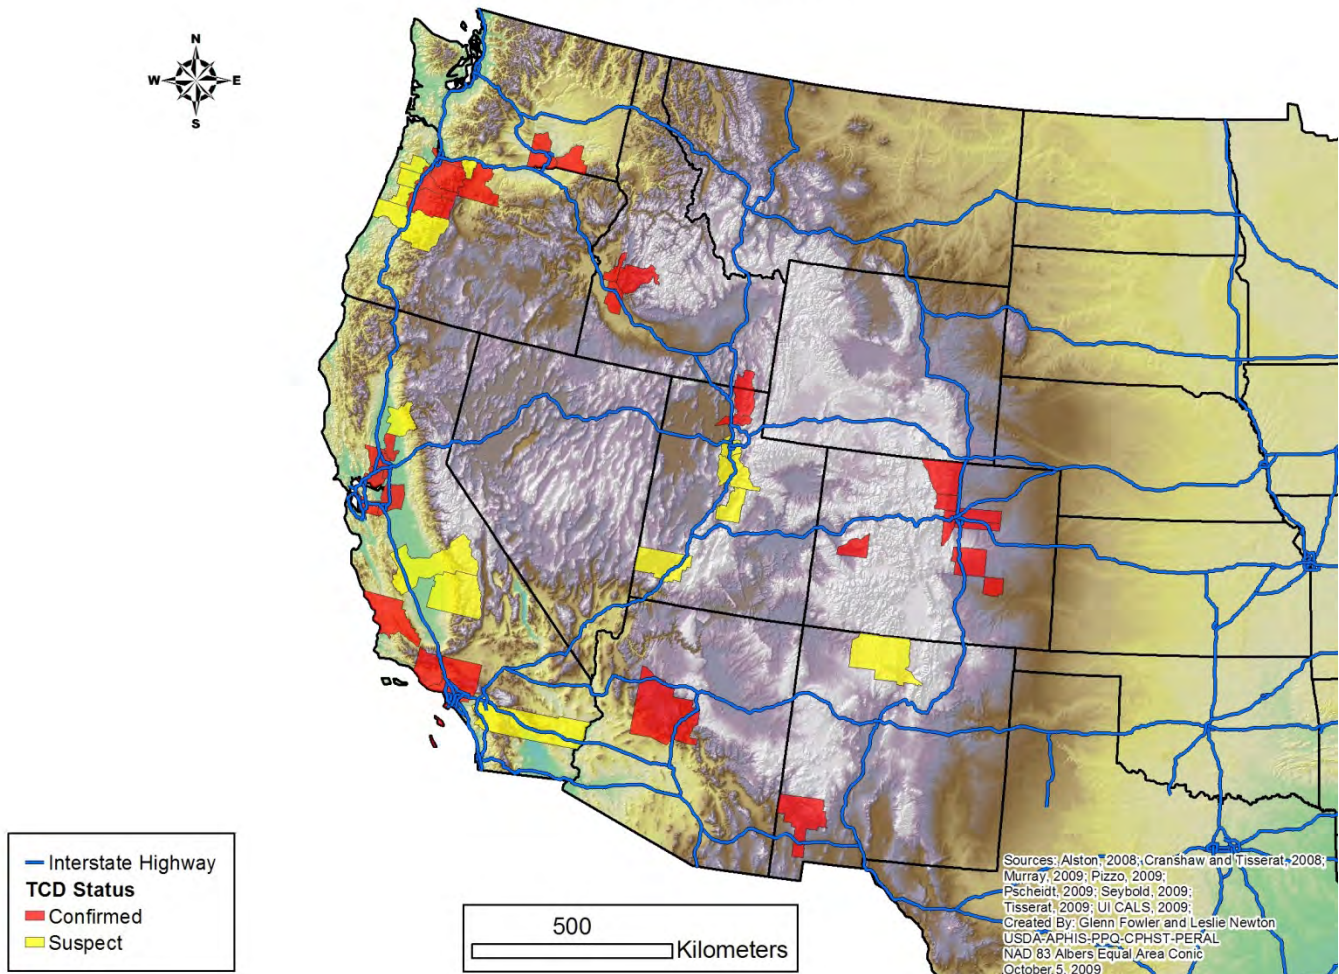 N
W E
S
Interstate Highway
TCD Status
Confirmed
Suspect
500
Kilometers
Sources: Alston, 2008; Cranshaw and Tisserat, 2008;
Murray, 2009; Pizzo, 2009;
Pscheidt, 2009; Seybold, 2009;
Tisserat, 2009; UI CALS, 2009;
Created By: Glenn Fowler and Leslie Newton
USDA-APHIS-PPQ-CPHST-PERAL
NAD 83 Albers Equal Area Conic
October 5, 2009